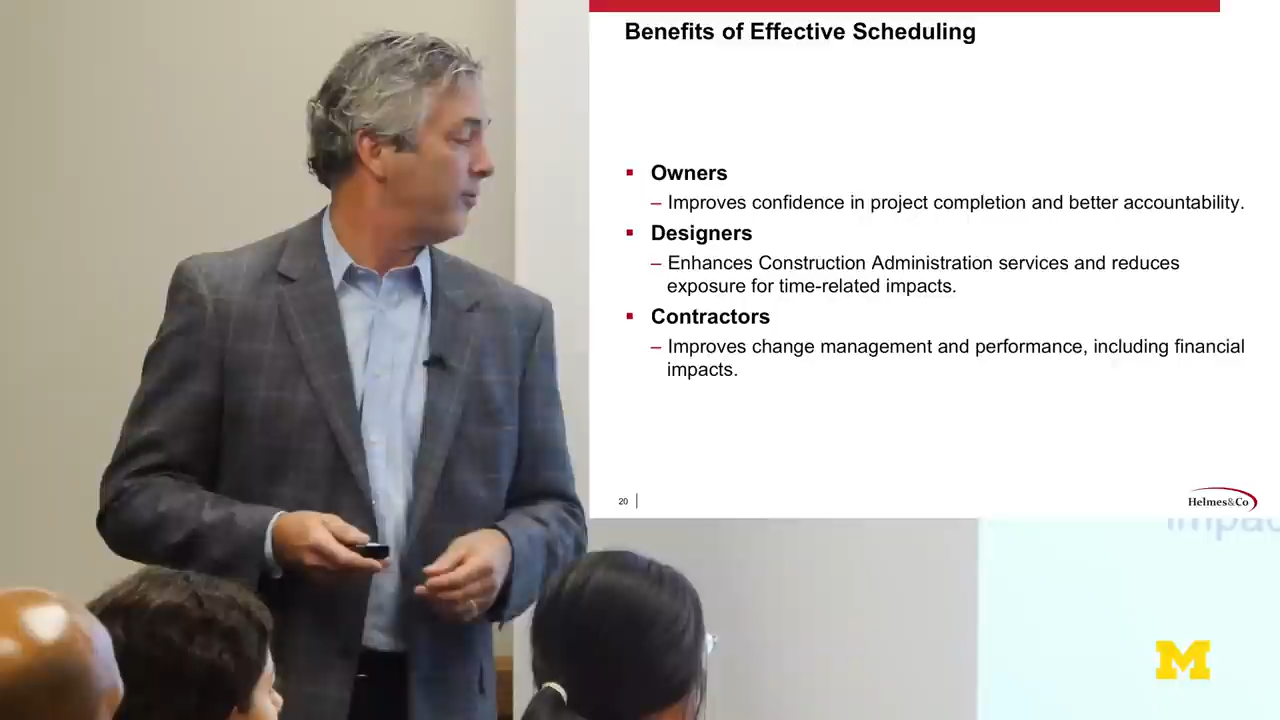 Benefits of Effective Scheduling
▪ Owners
– Improves confidence in project completion and better accountability.
▪ Designers
– Enhances Construction Administration services and reduces
exposure for time-related impacts.
▪ Contractors
– Improves change management and performance, including financial
impacts.
20
Helmes&Co
M